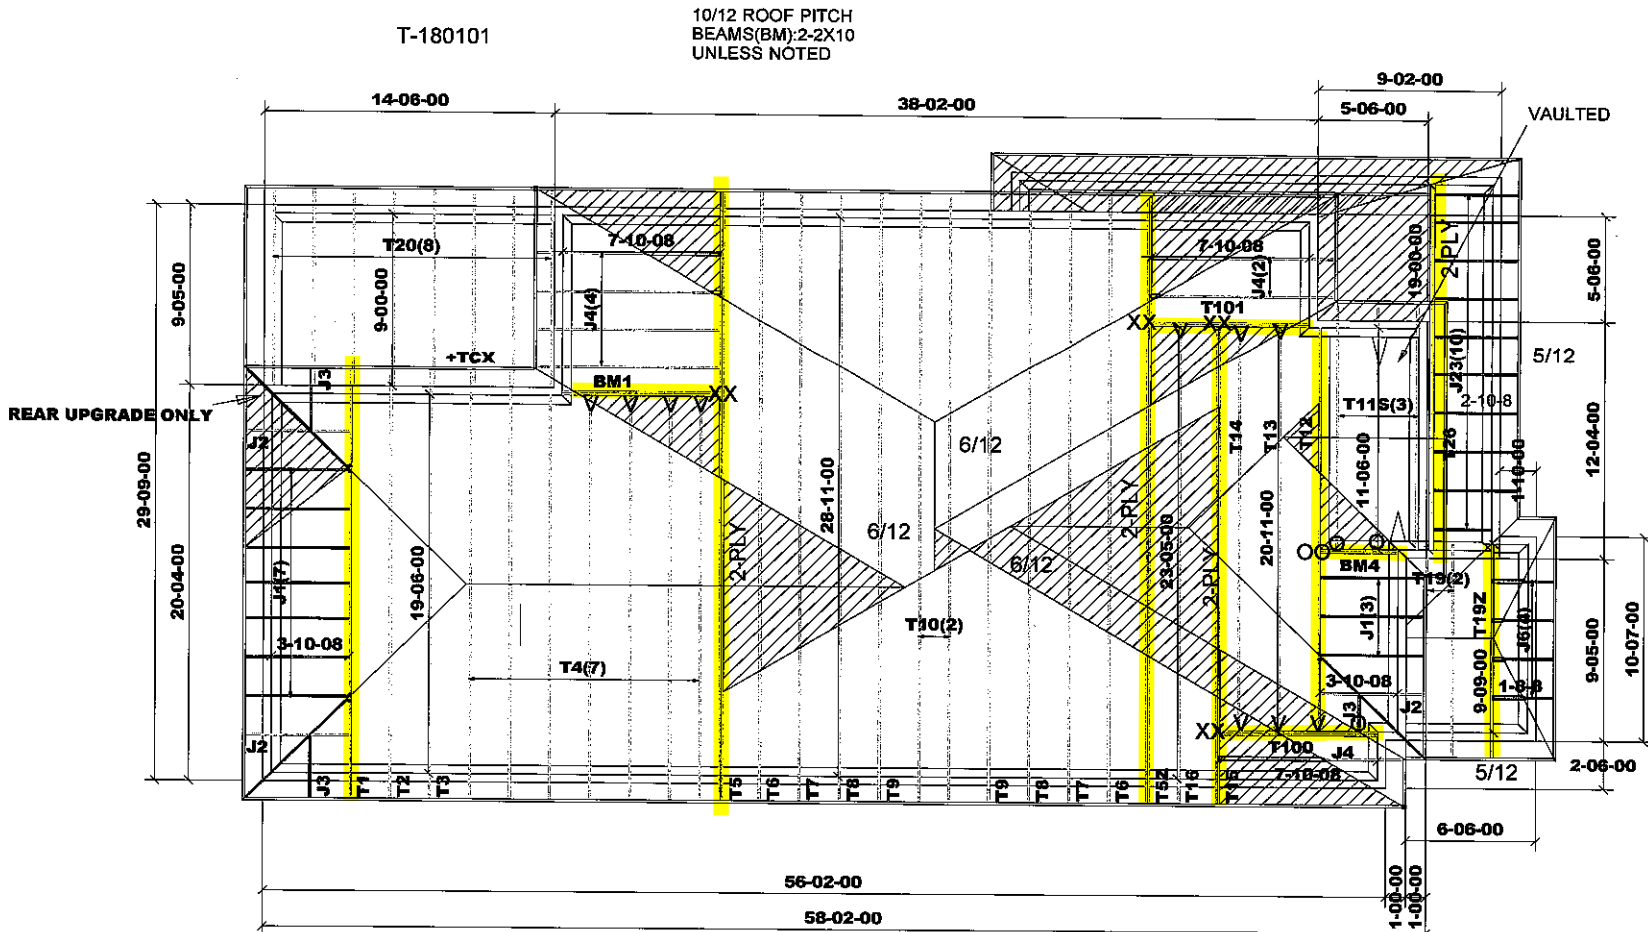 T-180101
10/12 ROOF PITCH
BEAMS(BM):2-2X10
UNLESS NOTED
14-06-00
38-02-00
9-02-00
5-06-00
VAULTED
T20(8)
7-10-08
7-10-08
J4(4)
J4(2)
19-00-00
2-PLY
9-05-00
9-00-00
5-06-00
T101
XX
XX
+TCX
J3
BM1
XX
REAR UPGRADE ONLY
J23(10)
5/12
2-10-8
T11S(3)
T14
T13
T12
T26
J2
6/12
6/12
6/12
29-09-00
28-11-00
11-06-00
12-04-00
1-10-00
2-PLY
2-PLY
2-PLY
23-05-00
20-11-00
20-04-00
J1(7)
19-06-00
3-10-08
BM4
T19(2)
T19Z
J6(4)
J1(3)
T10(2)
T4(7)
9-09-00
9-05-00
10-07-00
3-10-08
1-8-8
J3
J2
XX
T100
J4
7-10-08
J2
J3
T1
T2
T3
T5
T6
T7
T8
T9
T9
T8
T7
T6
T5Z
T16
T15
5/12
2-06-00
6-06-00
56-02-00
58-02-00
1-00-00
1-00-00